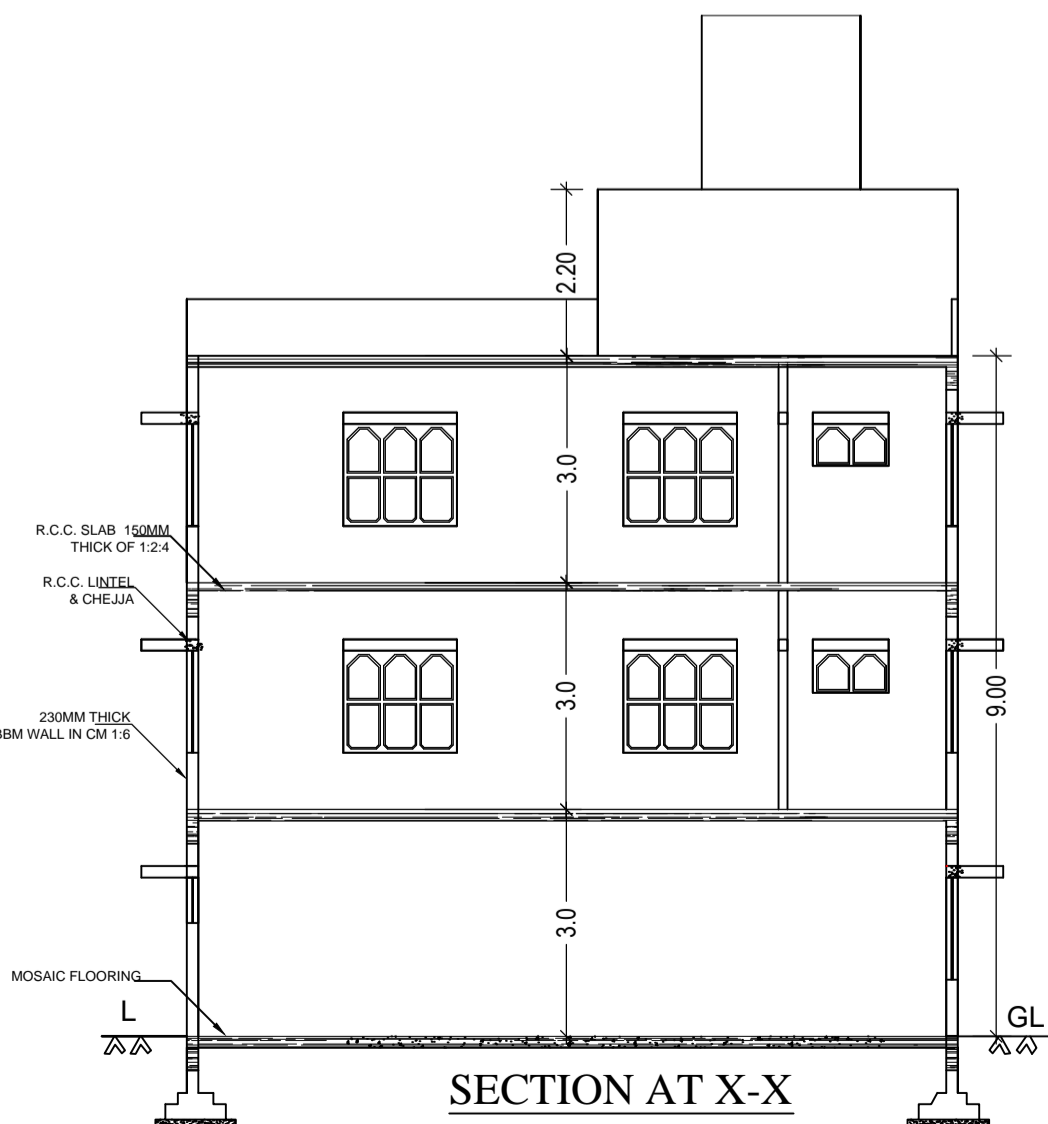 2.20
3.0
R.C.C. SLAB 150MM
THICK OF 1:2:4
R.C.C. LINTEL
& CHEJJA
3.0
9.00
230MM THICK
BBM WALL IN CM 1:6
3.0
MOSAIC FLOORING
L
GL
SECTION AT X-X